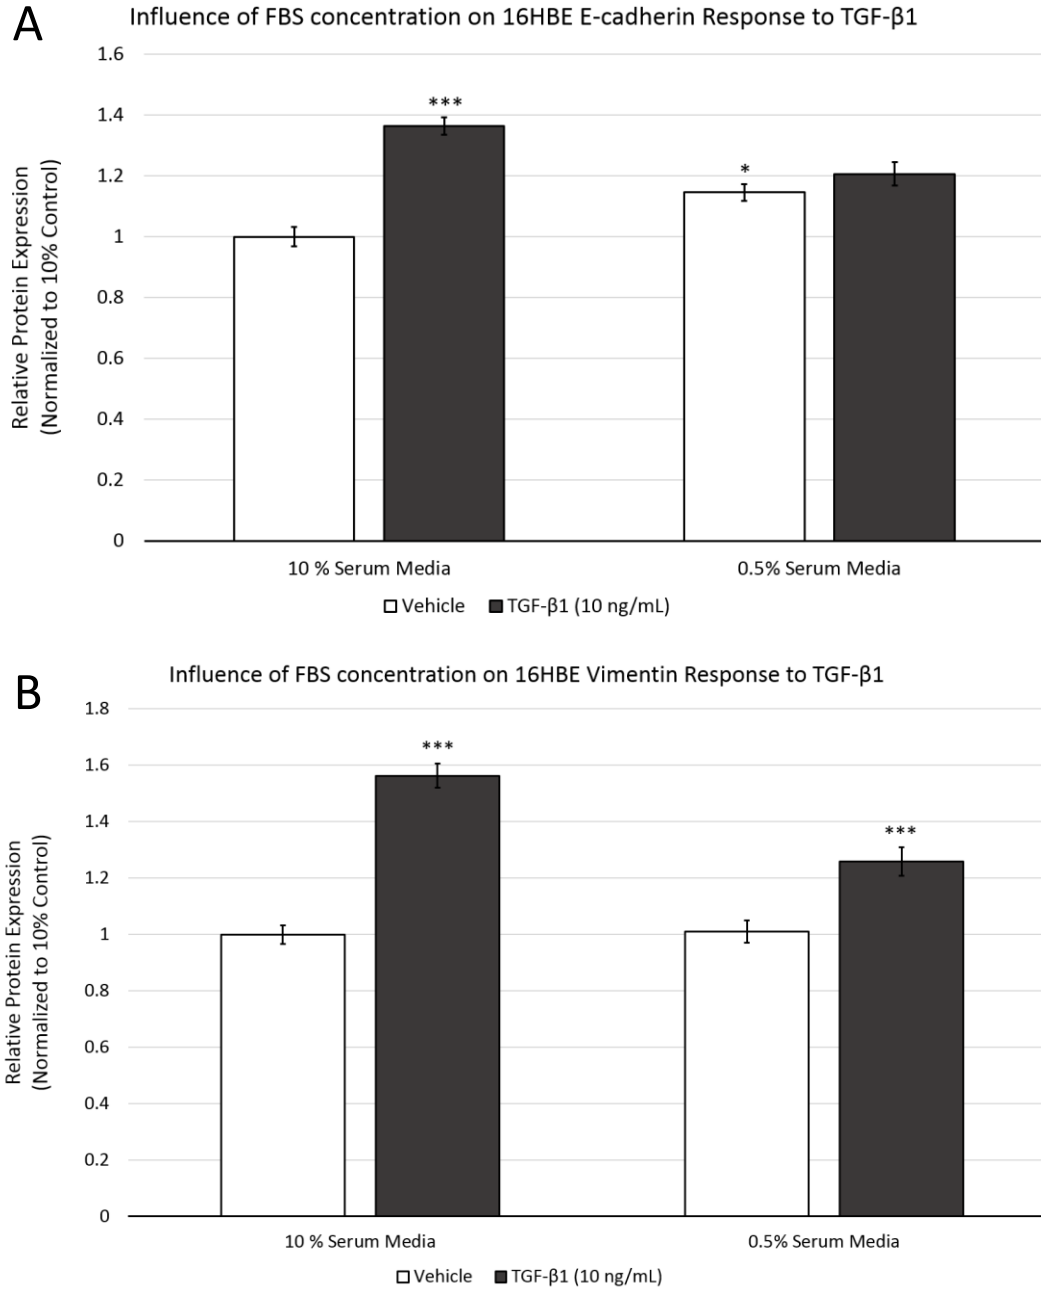 A
Influence of FBS concentration on 16HBE E-cadherin Response to TGF-β1
Relative Protein Expression
(Normalized to 10% Control)
1.6
1.4
1.2
1
0.8
0.6
0.4
0.2
0
***
*
10 % Serum Media
0.5% Serum Media
Vehicle
TGF-β1 (10 ng/mL)
B
Influence of FBS concentration on 16HBE Vimentin Response to TGF-β1
Relative Protein Expression
(Normalized to 10% Control)
1.8
1.6
1.4
1.2
1
0.8
0.6
0.4
0.2
0
***
***
10 % Serum Media
0.5% Serum Media
Vehicle
TGF-β1 (10 ng/mL)